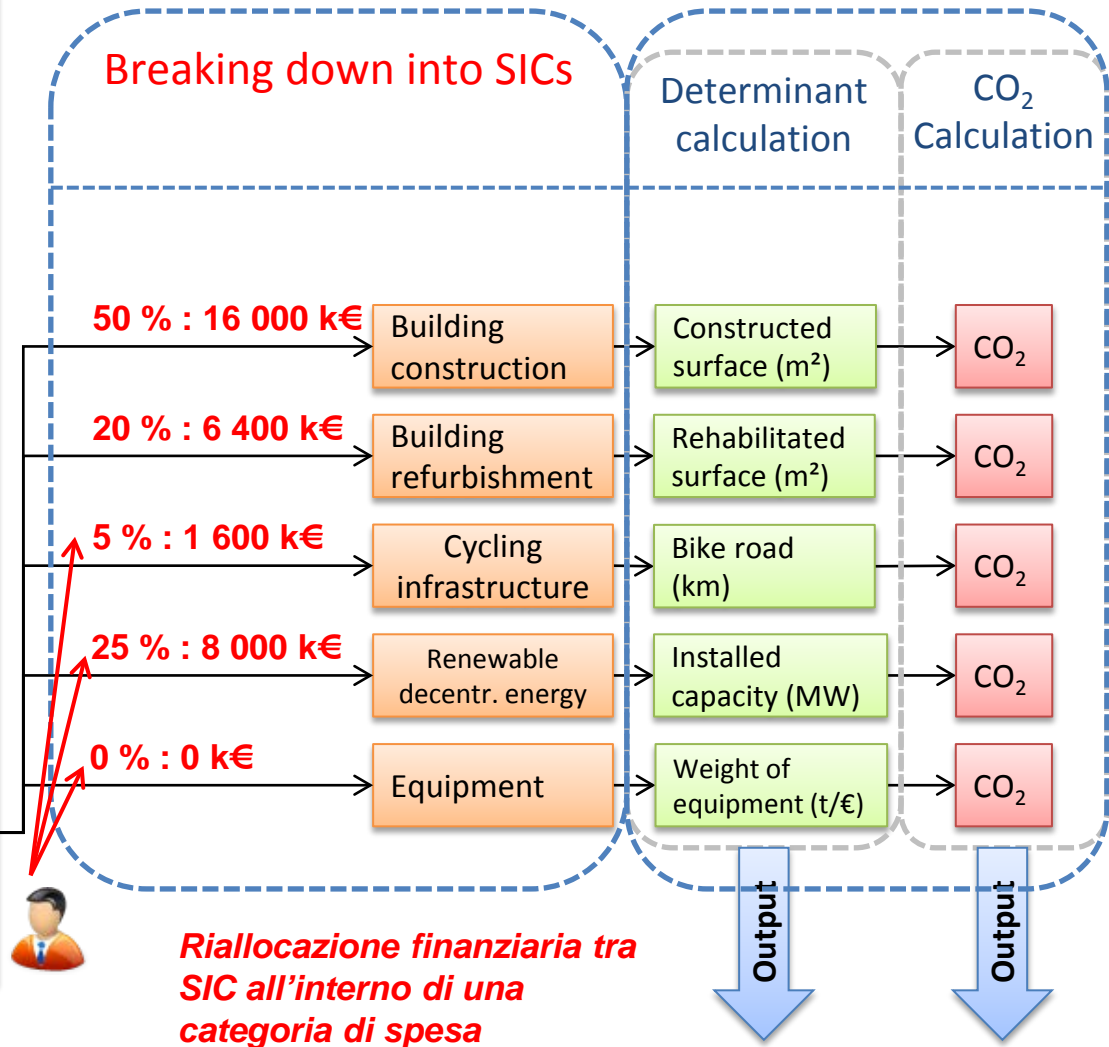 Breaking down into SICs
Determinant
calculation
CO₂
Calculation
50 % : 16 000 k€
Building
construction
Constructed
surface (m²)
CO₂
20 % : 6 400 k€
Building
refurbishment
Rehabilitated
surface (m²)
CO₂
5 % : 1 600 k€
Cycling
infrastructure
Bike road
(km)
CO₂
25 % : 8 000 k€
Renewable
decentr. energy
Installed
capacity (MW)
CO₂
0 % : 0 k€
Equipment
Weight of
equipment (t/€)
CO₂
Output
Output
Riallocazione finanziaria tra
SIC all’interno di una
categoria di spesa